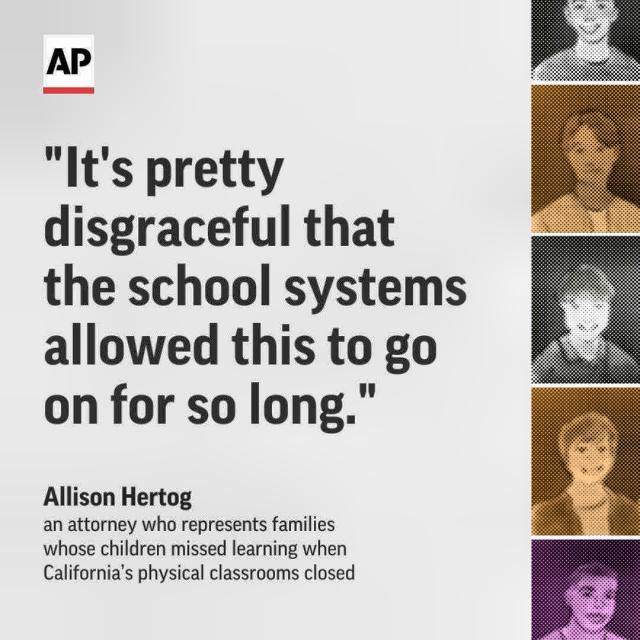 AP
"It's pretty
disgraceful that
the school systems
allowed this to go
on for so long."
Allison Hertog
an attorney who represents families
whose children missed learning when
California's physical classrooms closed